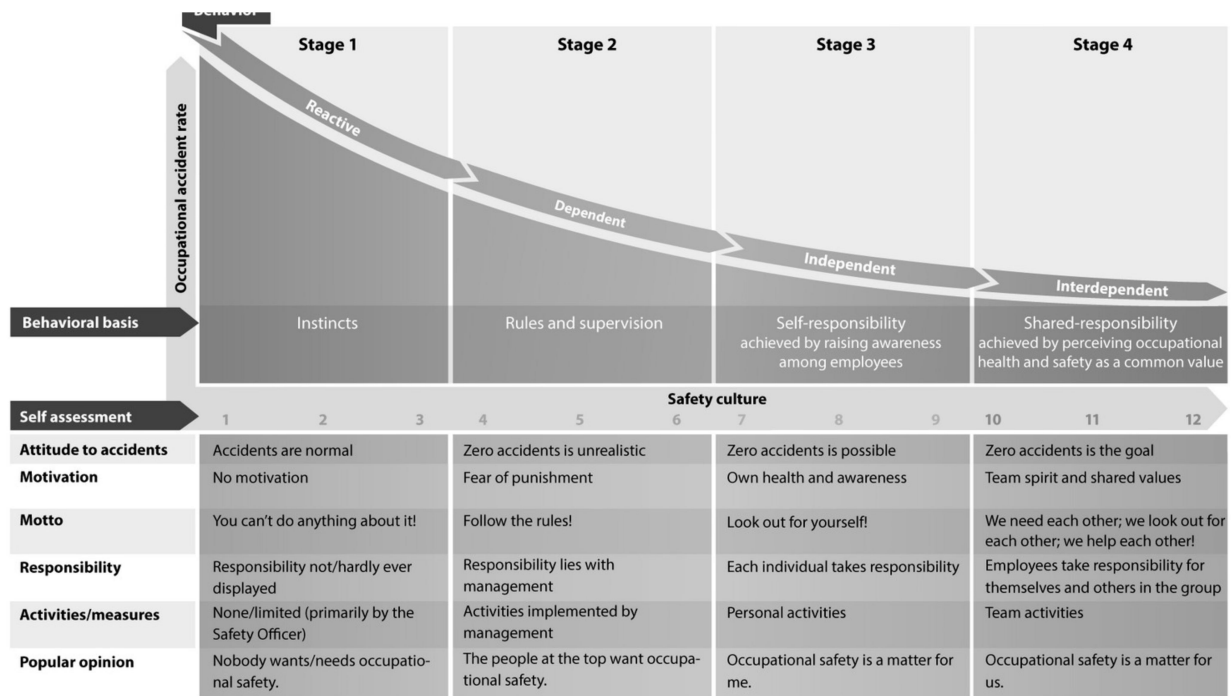 Behavior
Stage 1
Stage 2
Stage 3
Stage 4
Occupational accident rate
Reactive
Dependent
Independent
Interdependent
Behavioral basis
Instincts
Rules and supervision
Self-responsibility
achieved by raising awareness
among employees
Shared-responsibility
achieved by perceiving occupational
health and safety as a common value
Safety culture
Self assessment
1 2 3 4 5 6 7 8 9 10 11 12
Attitude to accidents
Accidents are normal
Zero accidents is unrealistic
Zero accidents is possible
Zero accidents is the goal
Motivation
No motivation
Fear of punishment
Own health and awareness
Team spirit and shared values
Motto
You can't do anything about it!
Follow the rules!
Look out for yourself!
We need each other; we look out for
each other; we help each other!
Responsibility
Responsibility not/hardly ever
displayed
Responsibility lies with
management
Each individual takes responsibility
Employees take responsibility for
themselves and others in the group
Activities/measures
None/limited (primarily by the
Safety Officer)
Activities implemented by
management
Personal activities
Team activities
Popular opinion
Nobody wants/needs occupatio-
nal safety.
The people at the top want occupa-
tional safety.
Occupational safety is a matter for
me.
Occupational safety is a matter for
us.